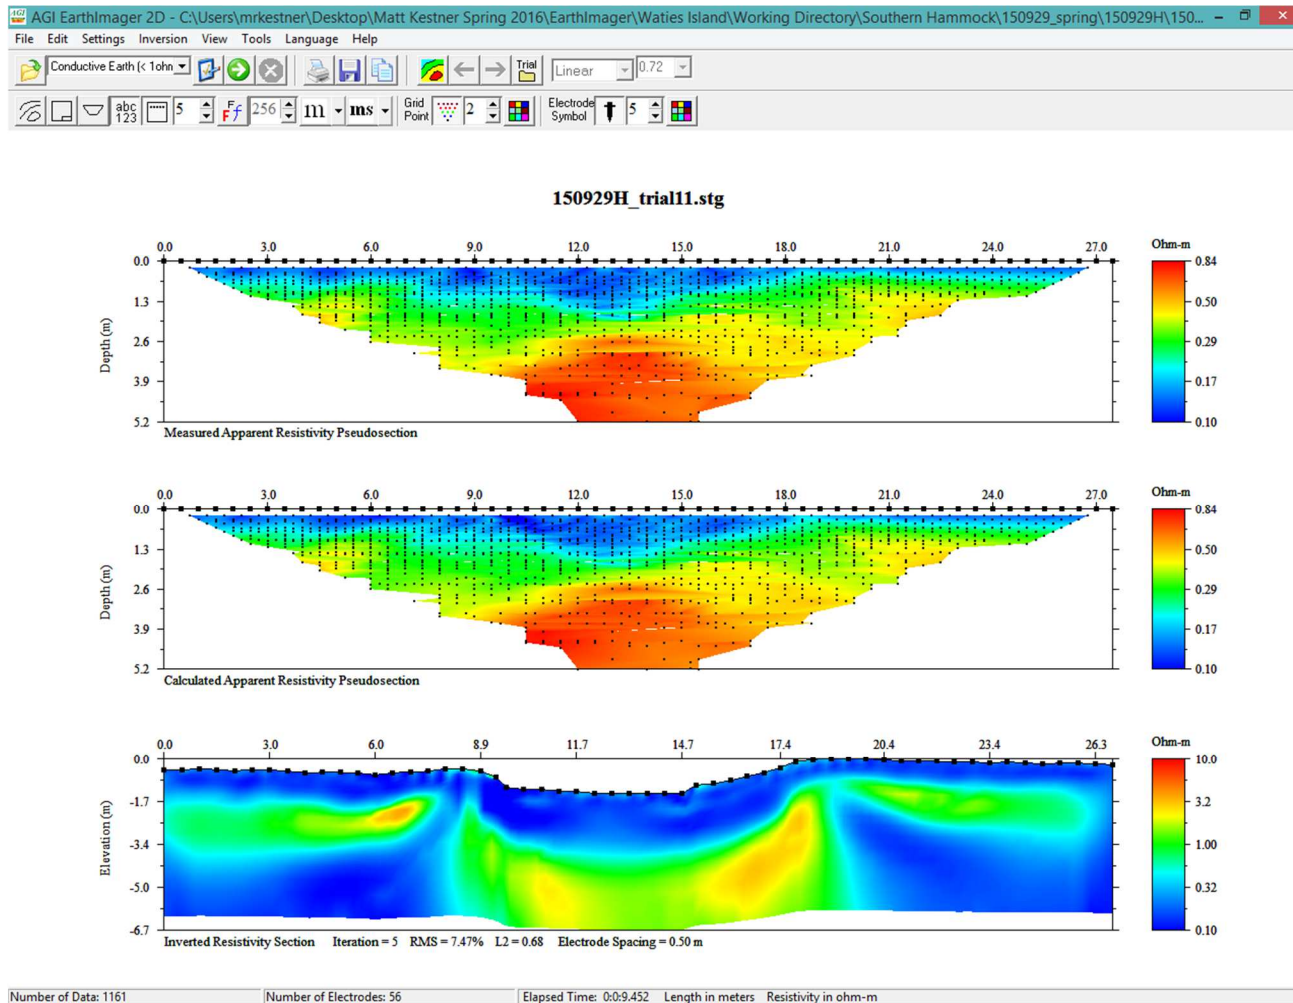 AGI EarthImager 2D - C:\Users\mrkestner\Desktop\Matt Kestner Spring 2016\EarthImager\Waties Island\Working Directory\Southern Hammock\150929_spring\150929H\150...
File Edit Settings Inversion View Tools Language Help
Conductive Earth (< 1ohn Trial Linear 0.72
abc 123 5 F Ff 256 m ms Grid Point 2 Electrode Symbol 5
150929H_trial11.stg
0.0 3.0 6.0 9.0 12.0 15.0 18.0 21.0 24.0 27.0 Ohm-m
0.0 0.84
1.3 0.50
2.6 0.29
3.9 0.17
5.2 0.10
Depth (m)
Measured Apparent Resistivity Pseudosection
0.0 3.0 6.0 9.0 12.0 15.0 18.0 21.0 24.0 27.0 Ohm-m
0.0 0.84
1.3 0.50
2.6 0.29
3.9 0.17
5.2 0.10
Depth (m)
Calculated Apparent Resistivity Pseudosection
0.0 3.0 6.0 8.9 11.7 14.7 17.4 20.4 23.4 26.3 Ohm-m
0.0 10.0
-1.7 3.2
-3.4 1.00
-5.0 0.32
-6.7 0.10
Elevation (m)
Inverted Resistivity Section Iteration = 5 RMS = 7.47% L2 = 0.68 Electrode Spacing = 0.50 m
Number of Data: 1161 Number of Electrodes: 56 Elapsed Time: 0:0:9.452 Length in meters Resistivity in ohm-m